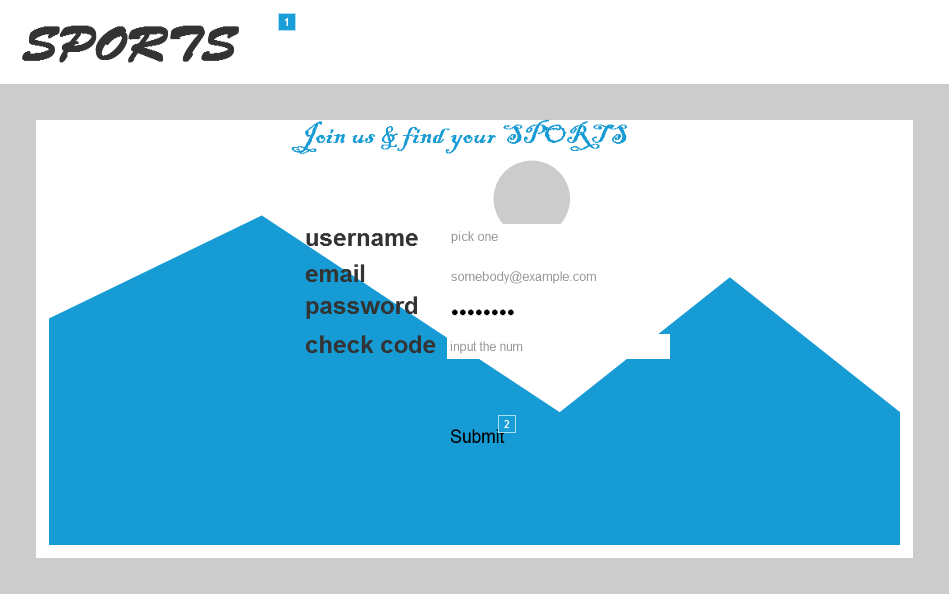 SPORTS
1
Join us & find your SPORTS
username pick one
email somebody@example.com
password ••••••••
check code input the num
Submit
2